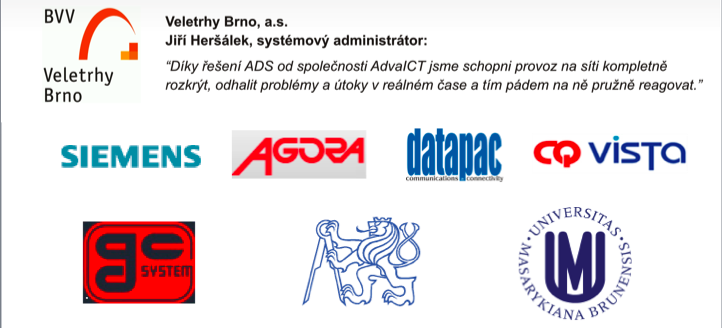 BVV
Veletrhy
Brno
Veletrhy Brno, a.s.
Jiří Heršálek, systémový administrátor:
“Díky řešení ADS od společnosti AdvaICT jsme schopni provoz na síti kompletně
rozkrýt, odhalit problémy a útoky v reálném čase a tím pádem na ně pružně reagovat.”
SIEMENS
AGORA
datapac
communications & connectivity
CQ vista
gc
SYSTEM
UNIVERSITAS
MASARYKIANA BRUNENSIS
MU